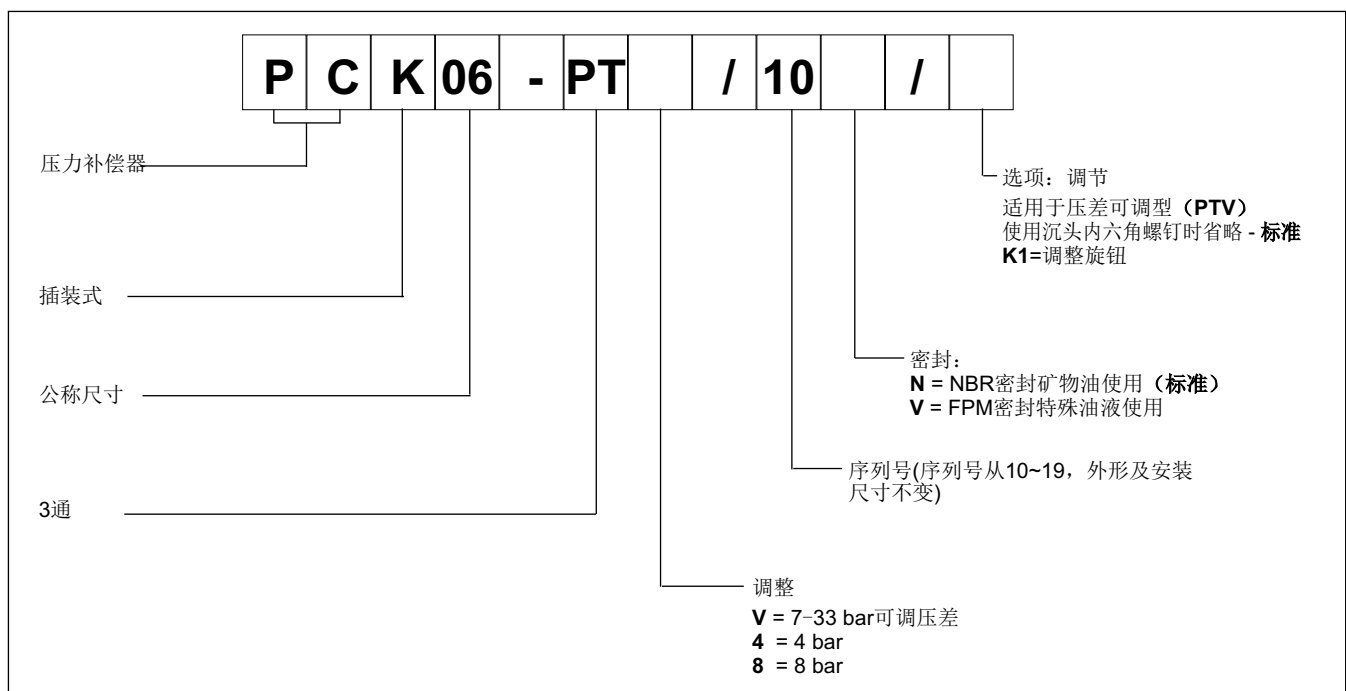 P C K 06 - PT / 10 /
压力补偿器
选项：调节
适用于压差可调型（PTV）
使用沉头内六角螺钉时省略 - 标准
K1=调整旋钮
插装式
密封：
N = NBR密封矿物油使用（标准）
V = FPM密封特殊油液使用
公称尺寸
序列号(序列号从10~19，外形及安装
尺寸不变)
3通
调整
V = 7-33 bar可调压差
4 = 4 bar
8 = 8 bar